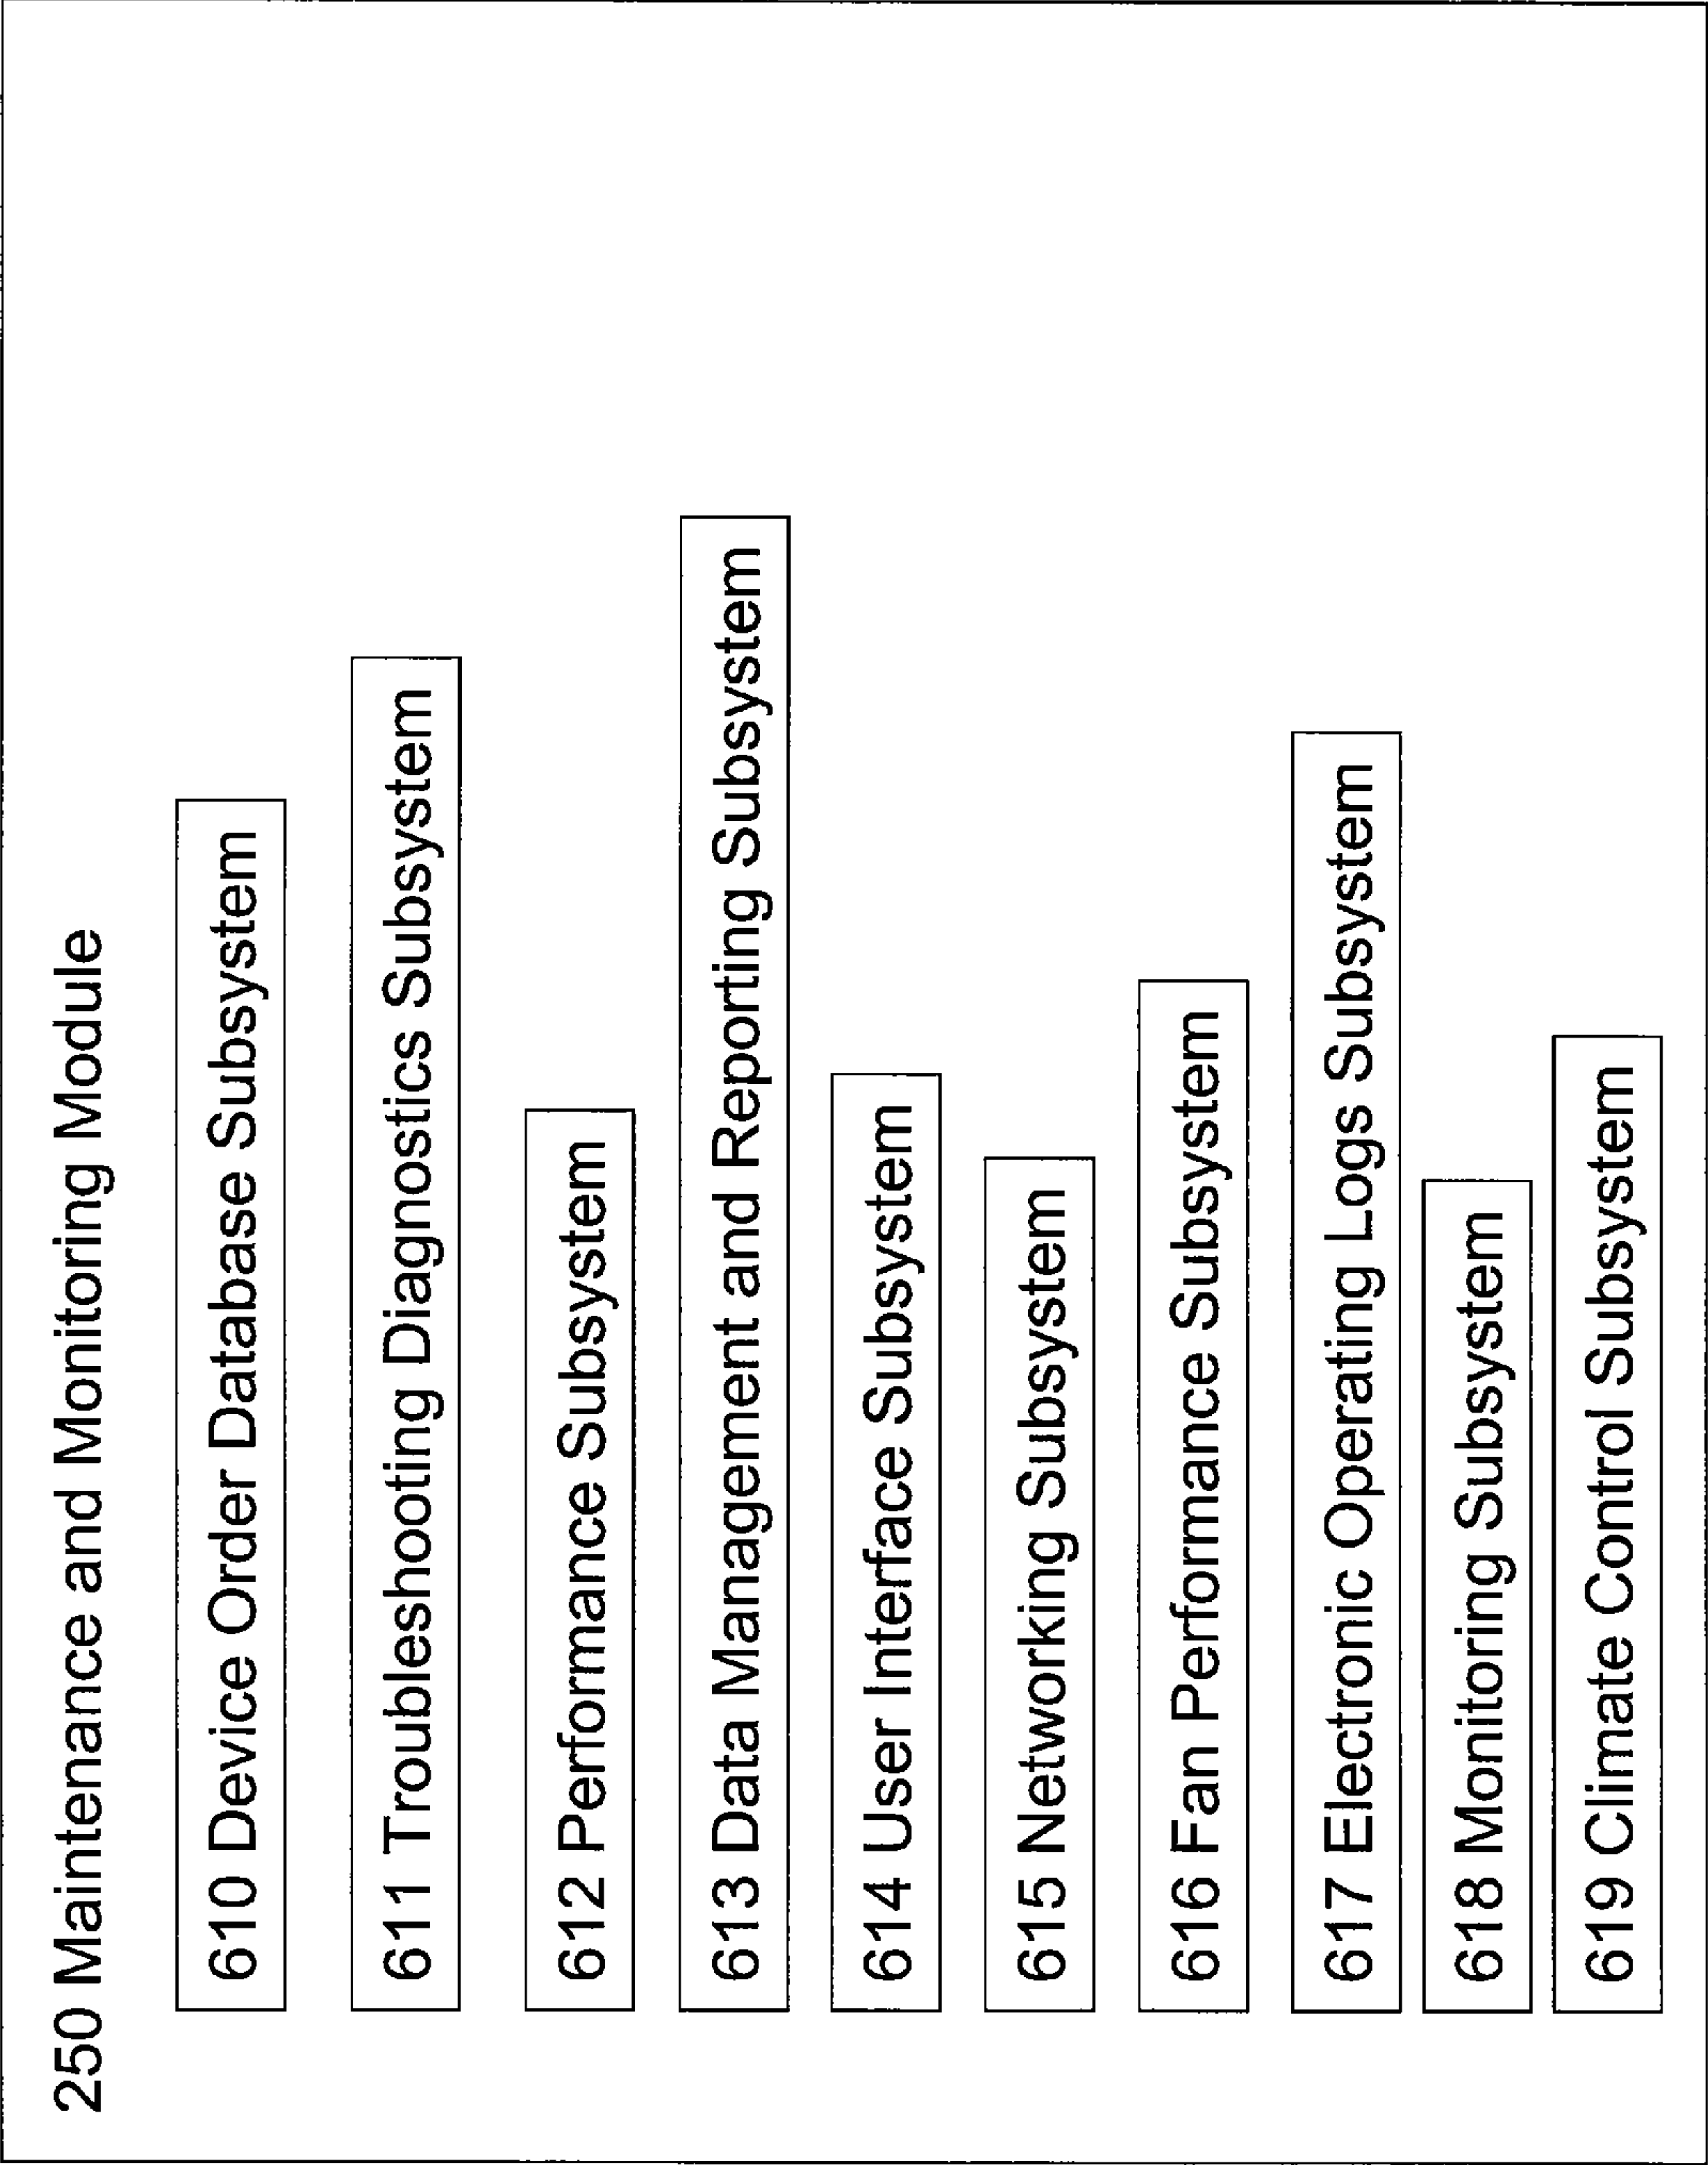 250 Maintenance and Monitoring Module
610 Device Order Database Subsystem
611 Troubleshooting Diagnostics Subsystem
612 Performance Subsystem
613 Data Management and Reporting Subsystem
614 User Interface Subsystem
615 Networking Subsystem
616 Fan Performance Subsystem
617 Electronic Operating Logs Subsystem
618 Monitoring Subsystem
619 Climate Control Subsystem